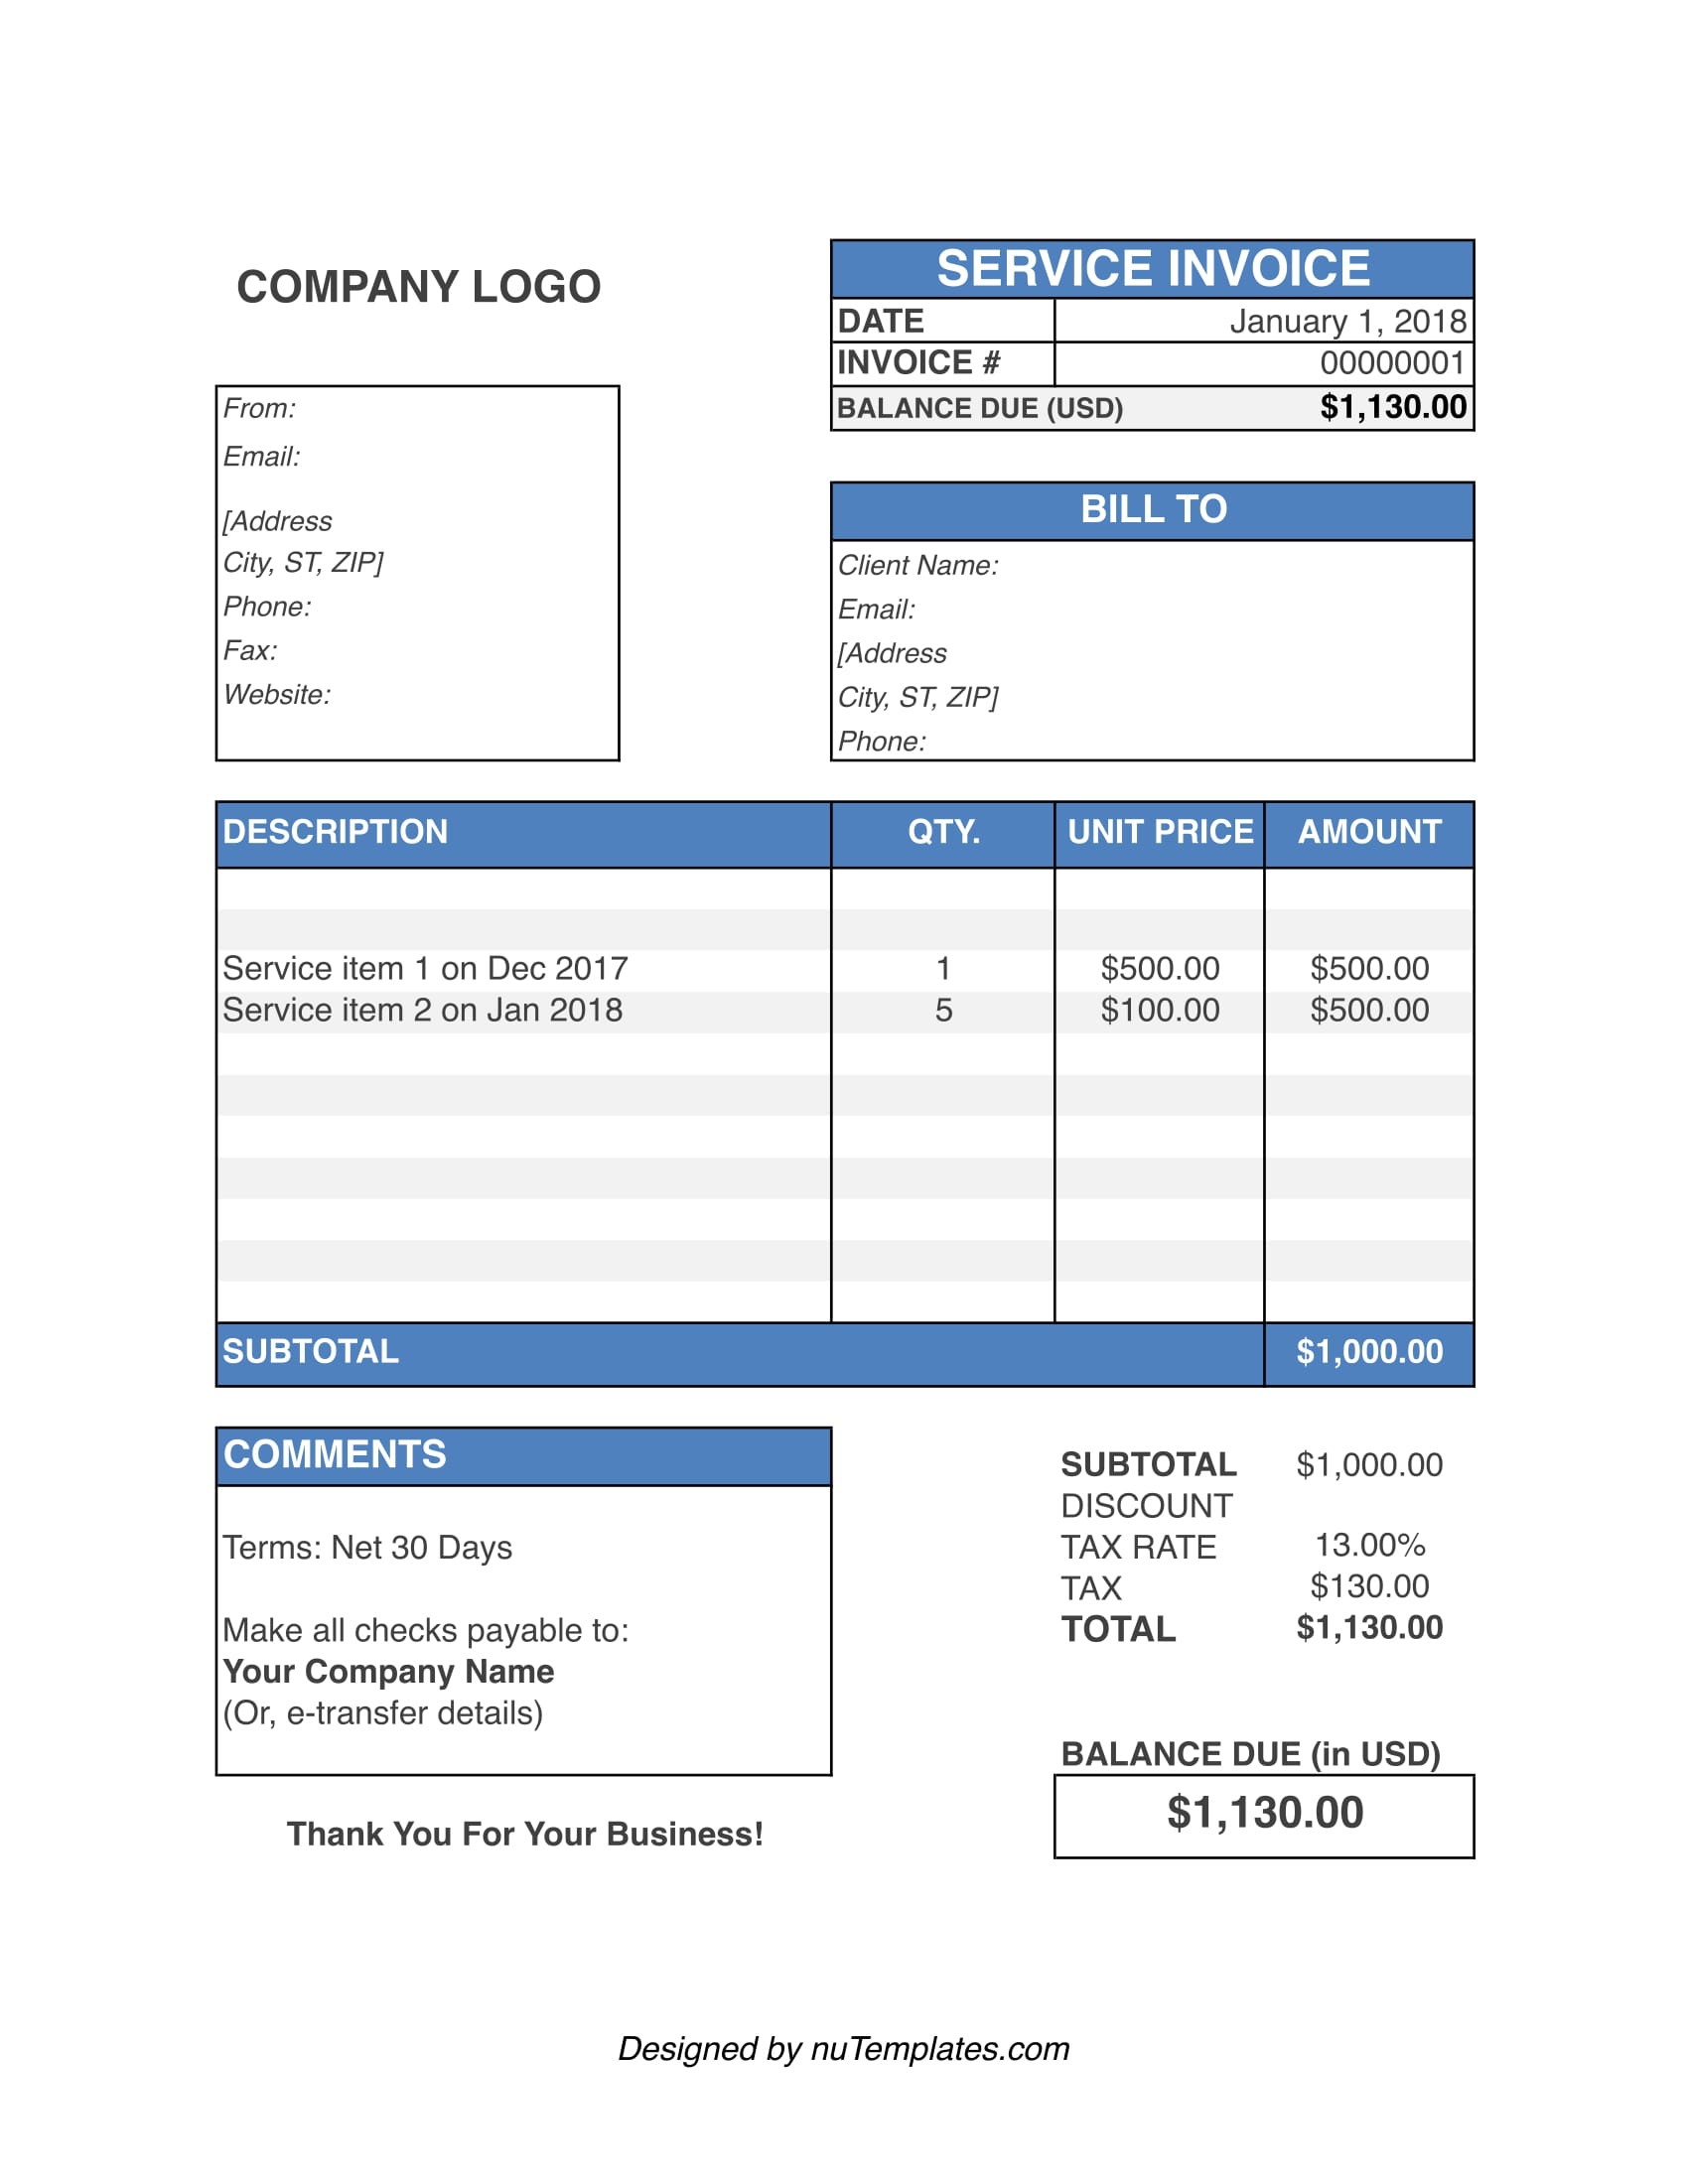 COMPANY LOGO
SERVICE INVOICE
DATE January 1, 2018
INVOICE # 00000001
BALANCE DUE (USD) $1,130.00
From:
Email:
[Address
City, ST, ZIP]
Phone:
Fax:
Website:
BILL TO
Client Name:
Email:
[Address
City, ST, ZIP]
Phone:
DESCRIPTION QTY. UNIT PRICE AMOUNT
Service item 1 on Dec 2017 1 $500.00 $500.00
Service item 2 on Jan 2018 5 $100.00 $500.00
SUBTOTAL $1,000.00
COMMENTS
Terms: Net 30 Days
Make all checks payable to:
Your Company Name
(Or, e-transfer details)
SUBTOTAL $1,000.00
DISCOUNT
TAX RATE 13.00%
TAX $130.00
TOTAL $1,130.00
BALANCE DUE (in USD)
$1,130.00
Thank You For Your Business!
Designed by nuTemplates.com